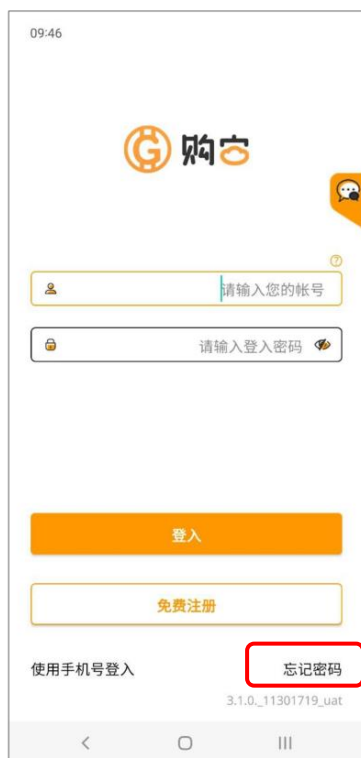 09:46
购宝
请输入您的帐号
请输入登入密码
登入
免费注册
使用手机号登入
忘记密码
3.1.0._11301719_uat